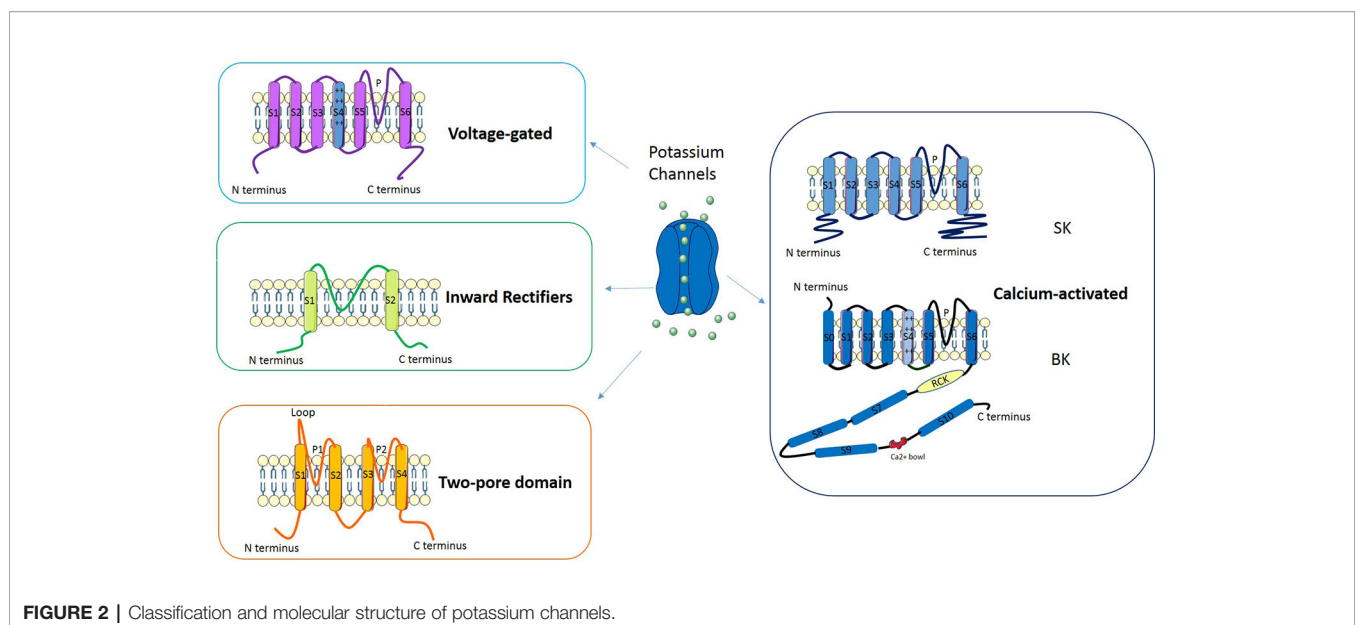 P
++
++
++
S1
S2
S3
S4
S5
S6
Voltage-gated
N terminus
C terminus
S1
S2
Inward Rectifiers
N terminus
C terminus
Loop
P1
P2
S1
S2
S3
S4
Two-pore domain
N terminus
C terminus
Potassium
Channels
P
S1
S2
S3
S4
S5
S6
N terminus
C terminus
SK
Calcium-activated
N terminus
P
++
++
++
S0
S1
S2
S3
S4
S5
S6
BK
RCK
S7
S8
S9
S10
Ca2+ bowl
C terminus
FIGURE 2 | Classification and molecular structure of potassium channels.